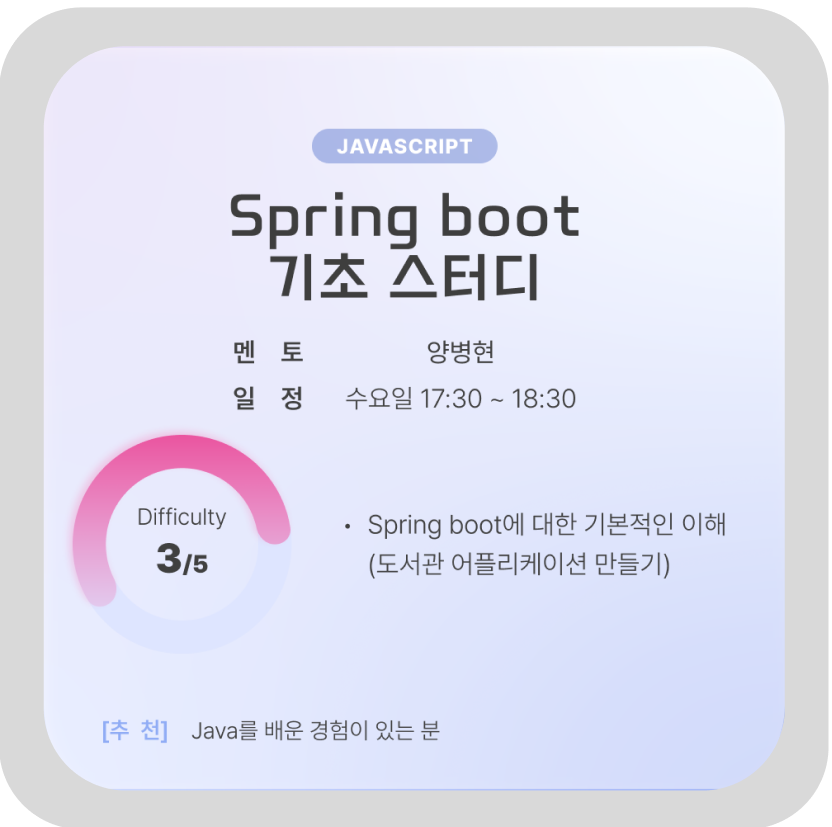 JAVASCRIPT
Spring boot
기초 스터디
멘 토 양병현
일 정 수요일 17:30 ~ 18:30
Difficulty
3/5
• Spring boot에 대한 기본적인 이해
(도서관 어플리케이션 만들기)
[추 천] Java를 배운 경험이 있는 분